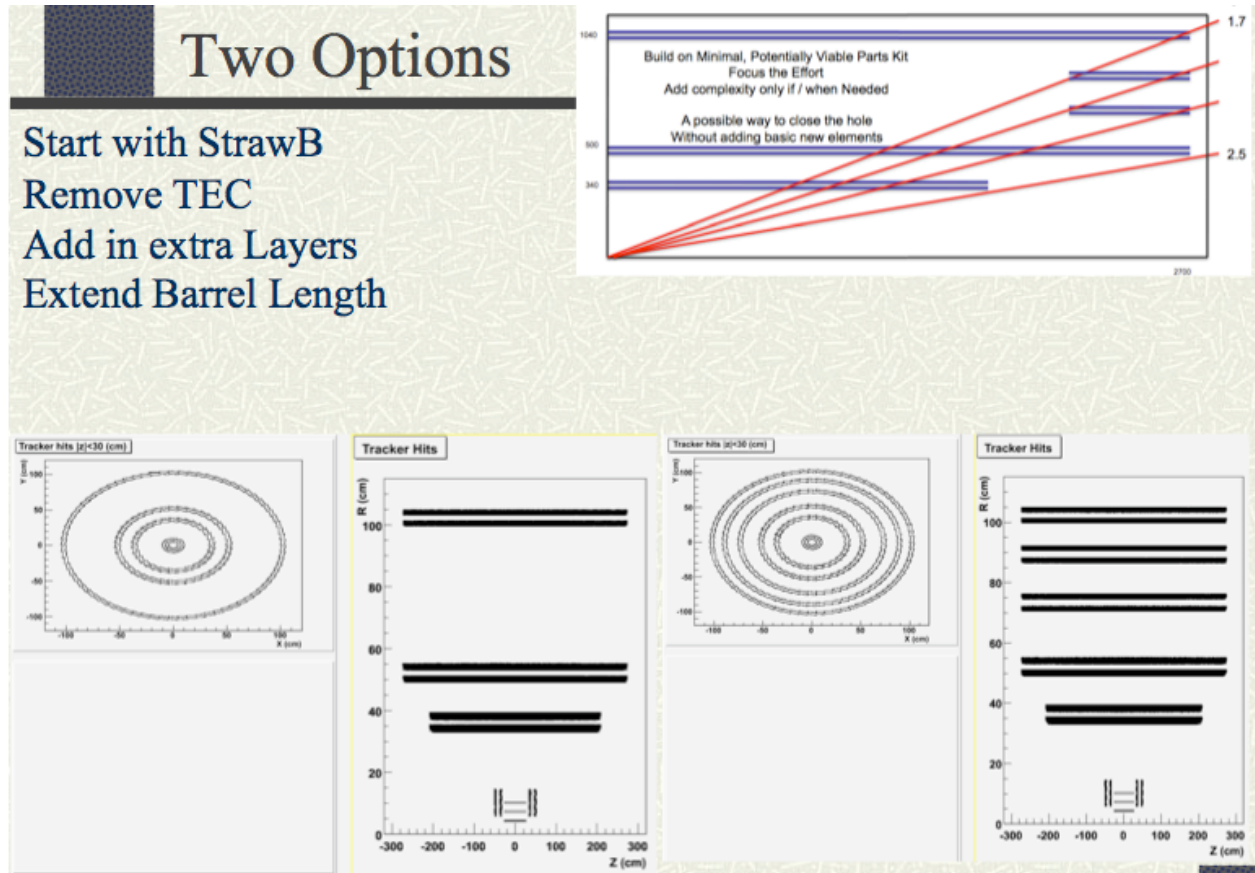 Two Options
Start with StrawB
Remove TEC
Add in extra Layers
Extend Barrel Length
1040
500
340
2700
1.7
2.5
Build on Minimal, Potentially Viable Parts Kit
Focus the Effort
Add complexity only if / when Needed
A possible way to close the hole
Without adding basic new elements
Tracker hits |z|<30 (cm)
Y (cm)
100
50
0
-50
-100
-100 -50 0 50 100
X (cm)
Tracker Hits
R (cm)
100
80
60
40
20
0
-300 -200 -100 0 100 200 300
Z (cm)
Tracker hits |z|<30 (cm)
Y (cm)
100
50
0
-50
-100
-100 -50 0 50 100
X (cm)
Tracker Hits
R (cm)
100
80
60
40
20
0
-300 -200 -100 0 100 200 300
Z (cm)